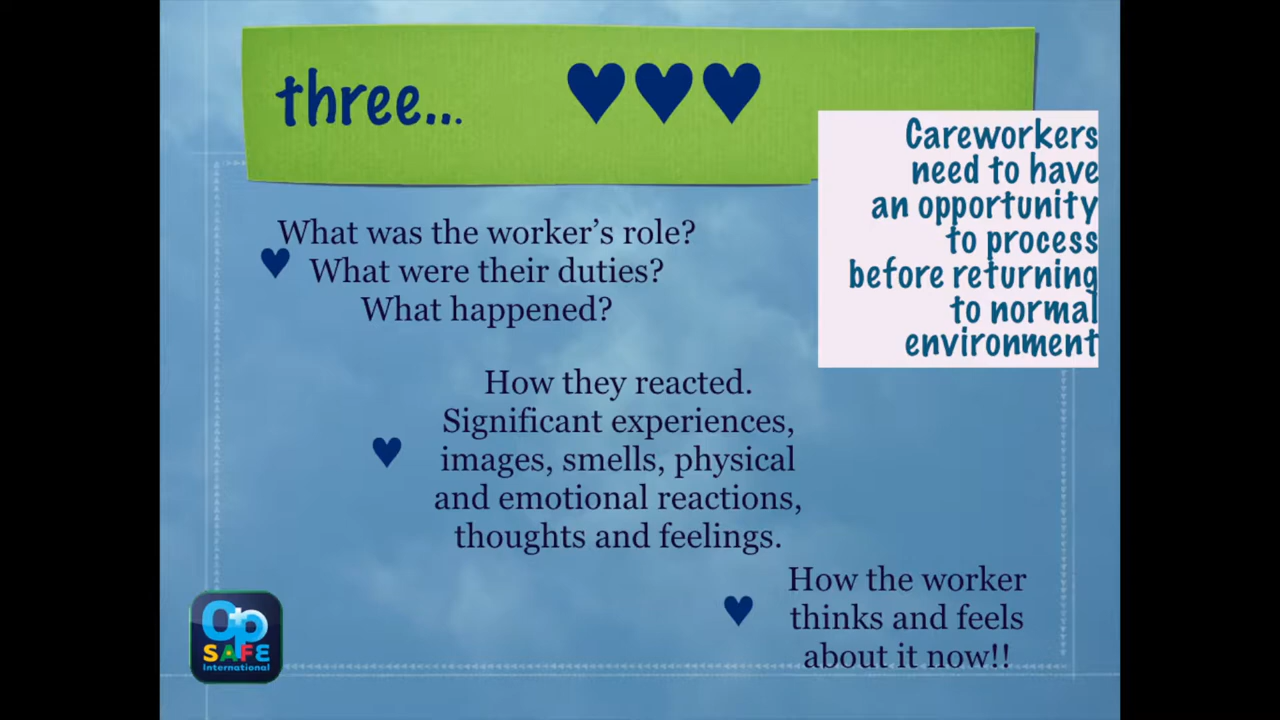 three...
Careworkers
need to have
an opportunity
to process
before returning
to normal
environment
What was the worker’s role?
What were their duties?
What happened?
How they reacted.
Significant experiences,
images, smells, physical
and emotional reactions,
thoughts and feelings.
How the worker
thinks and feels
about it now!!
Op
SAFE
International